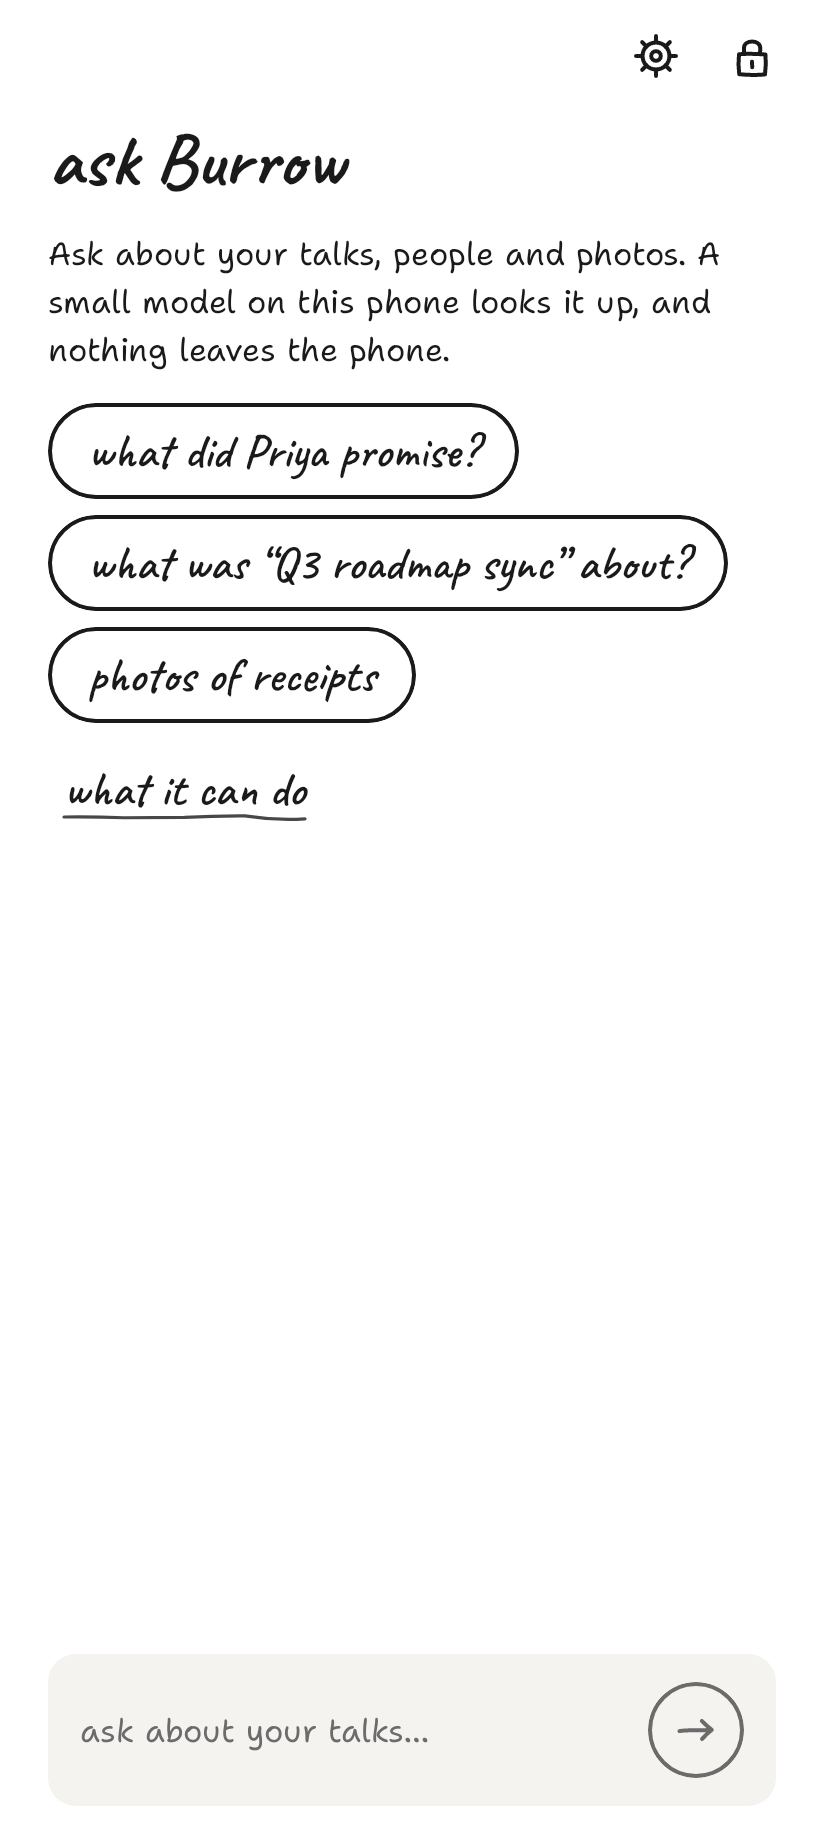 ask Burrow
Ask about your talks, people and photos. A
small model on this phone looks it up, and
nothing leaves the phone.
what did Priya promise?
what was “Q3 roadmap sync” about?
photos of receipts
what it can do
ask about your talks...